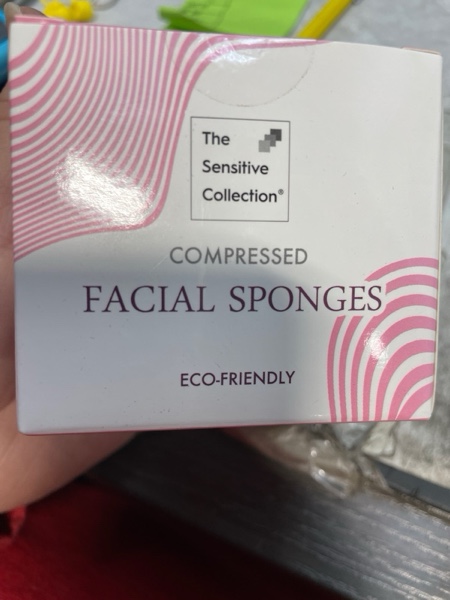 The
Sensitive
Collection®
COMPRESSED
FACIAL SPONGES
ECO-FRIENDLY